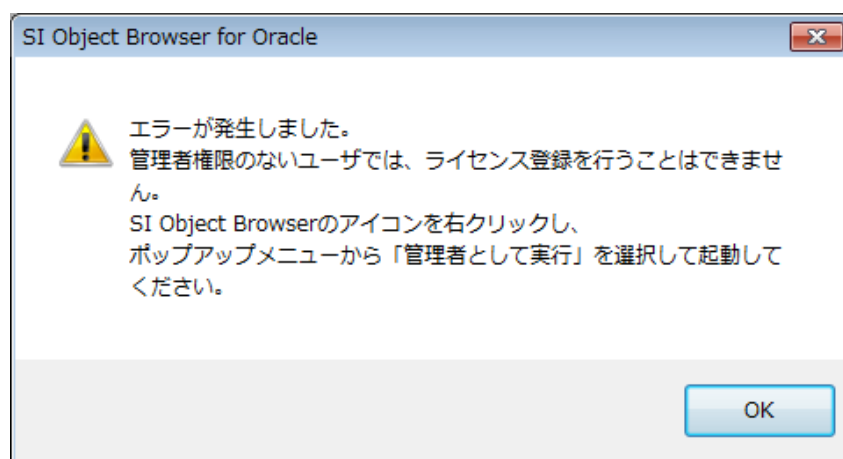 SI Object Browser for Oracle
エラーが発生しました。
管理者権限のないユーザでは、ライセンス登録を行うことはできませ
ん。
SI Object Browserのアイコンを右クリックし、
ポップアップメニューから「管理者として実行」を選択して起動して
ください。
OK